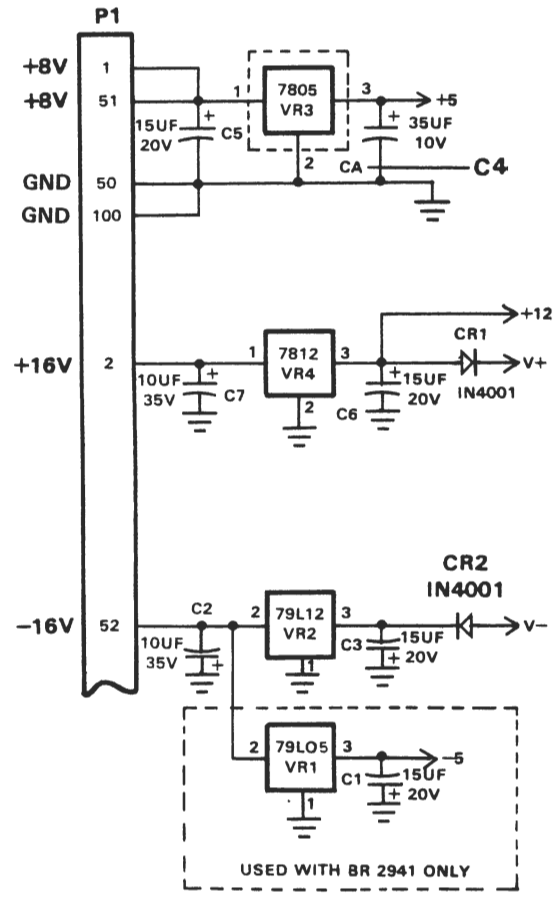 P1
+8V 1
+8V 51
1 7805 VR3 3
+5
15UF 20V
+
C5
+
35UF 10V
2
CA
C4
GND 50
GND 100
+12
CR1
+16V 2
1 7812 VR4 3
V+
10UF 35V
+
C7
2
+
15UF 20V
C6
IN4001
CR2
IN4001
-16V 52
C2
2 79L12 VR2 3
V-
10UF 35V
+
1
C3
15UF 20V
+
2 79LO5 VR1 3
-5
1
C1
15UF 20V
+
USED WITH BR 2941 ONLY